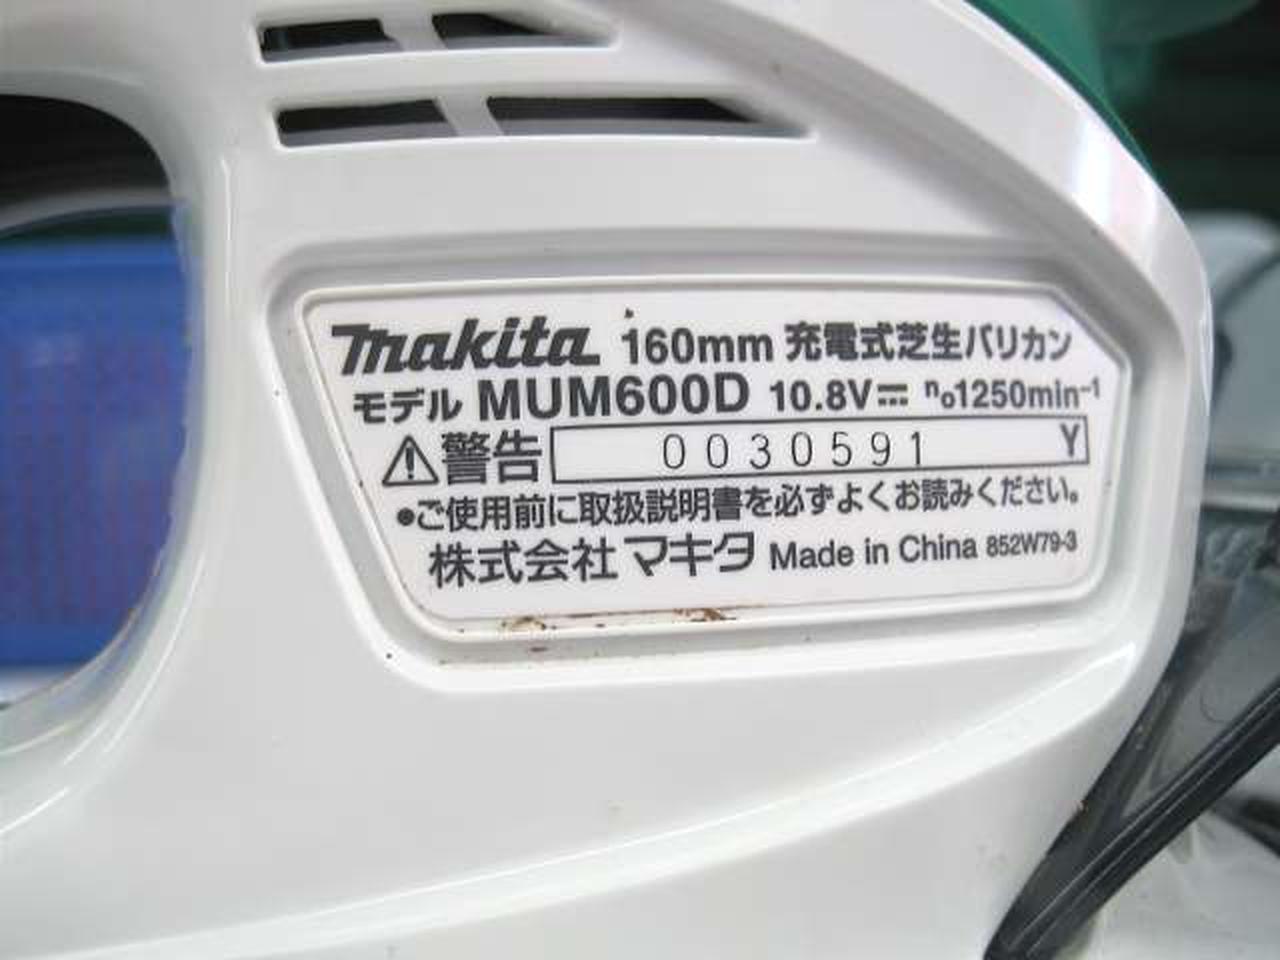 makita 160mm 充電式芝生バリカン
モデル MUM600D 10.8V⎓ n₀1250min⁻¹
⚠警告 0030591 Y
●ご使用前に取扱説明書を必ずよくお読みください。
株式会社 マキタ Made in China 852W79-3